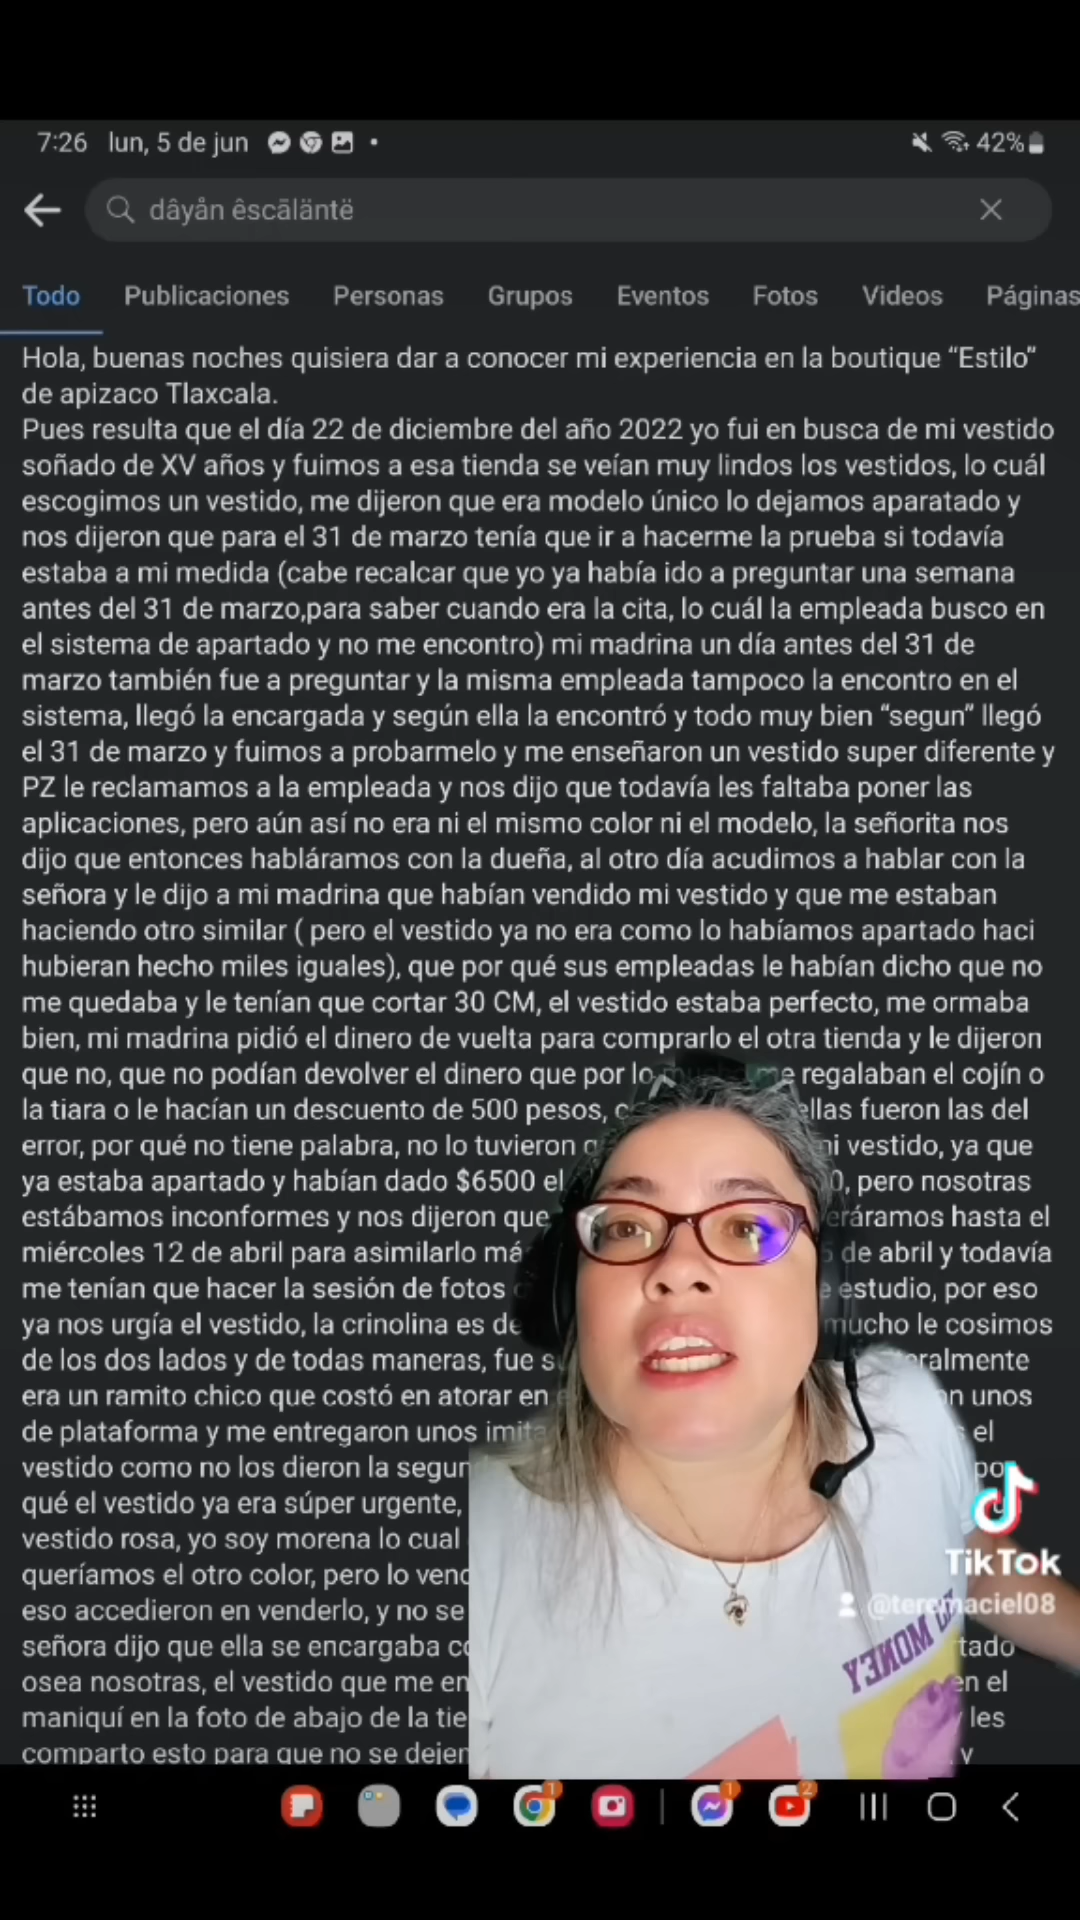 7:26 lun, 5 de jun 42%
dâyån êscãläntë
Todo Publicaciones Personas Grupos Eventos Fotos Videos Páginas
Hola, buenas noches quisiera dar a conocer mi experiencia en la boutique “Estilo”
de apizaco Tlaxcala.
Pues resulta que el día 22 de diciembre del año 2022 yo fui en busca de mi vestido
soñado de XV años y fuimos a esa tienda se veían muy lindos los vestidos, lo cuál
escogimos un vestido, me dijeron que era modelo único lo dejamos aparatado y
nos dijeron que para el 31 de marzo tenía que ir a hacerme la prueba si todavía
estaba a mi medida (cabe recalcar que yo ya había ido a preguntar una semana
antes del 31 de marzo,para saber cuando era la cita, lo cuál la empleada busco en
el sistema de apartado y no me encontro) mi madrina un día antes del 31 de
marzo también fue a preguntar y la misma empleada tampoco la encontro en el
sistema, llegó la encargada y según ella la encontró y todo muy bien “segun” llegó
el 31 de marzo y fuimos a probarmelo y me enseñaron un vestido super diferente y
PZ le reclamamos a la empleada y nos dijo que todavía les faltaba poner las
aplicaciones, pero aún así no era ni el mismo color ni el modelo, la señorita nos
dijo que entonces habláramos con la dueña, al otro día acudimos a hablar con la
señora y le dijo a mi madrina que habían vendido mi vestido y que me estaban
haciendo otro similar ( pero el vestido ya no era como lo habíamos apartado haci
hubieran hecho miles iguales), que por qué sus empleadas le habían dicho que no
me quedaba y le tenían que cortar 30 CM, el vestido estaba perfecto, me ormaba
bien, mi madrina pidió el dinero de vuelta para comprarlo el otra tienda y le dijeron
que no, que no podían devolver el dinero que por lo me regalaban el cojín o
la tiara o le hacían un descuento de 500 pesos, ellas fueron las del
error, por qué no tiene palabra, no lo tuvieron mi vestido, ya que
ya estaba apartado y habían dado $6500 el pero nosotras
estábamos inconformes y nos dijeron que hasta el
miércoles 12 de abril para asimilarlo de abril y todavía
me tenían que hacer la sesión de fotos estudio, por eso
ya nos urgía el vestido, la crinolina es mucho le cosimos
de los dos lados y de todas maneras, fue
era un ramito chico que costó en atorar en unos
de plataforma y me entregaron unos el
vestido como no los dieron la
qué el vestido ya era súper urgente,
vestido rosa, yo soy morena lo cual
queríamos el otro color, pero lo
eso accedieron en venderlo, y no se
señora dijo que ella se encargaba
osea nosotras, el vestido que me en el
maniquí en la foto de abajo de la les
comparto esto para que no se y
TikTok
@teremaciel08
MONEY
1
1
2